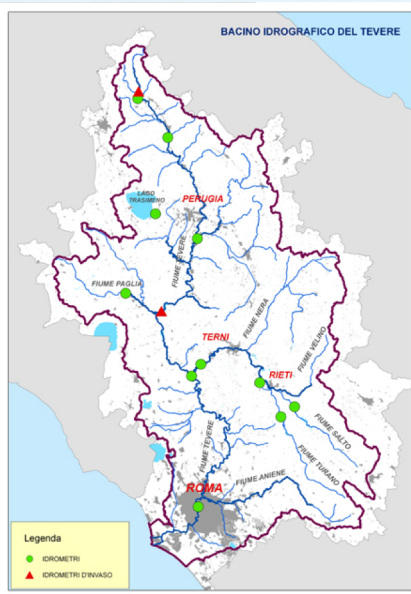 BACINO IDROGRAFICO DEL TEVERE
LAGO
TRASIMENO
PERUGIA
FIUME TEVERE
FIUME PAGLIA
FIUME NERA
TERNI
FIUME VELINO
RIETI
FIUME SALTO
FIUME TEVERE
FIUME TURANO
FIUME ANIENE
ROMA
Legenda
IDROMETRI
IDROMETRI D'INVASO